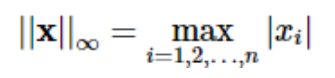 ||𝐱||∞ = max |xᵢ|
i=1,2,…,n